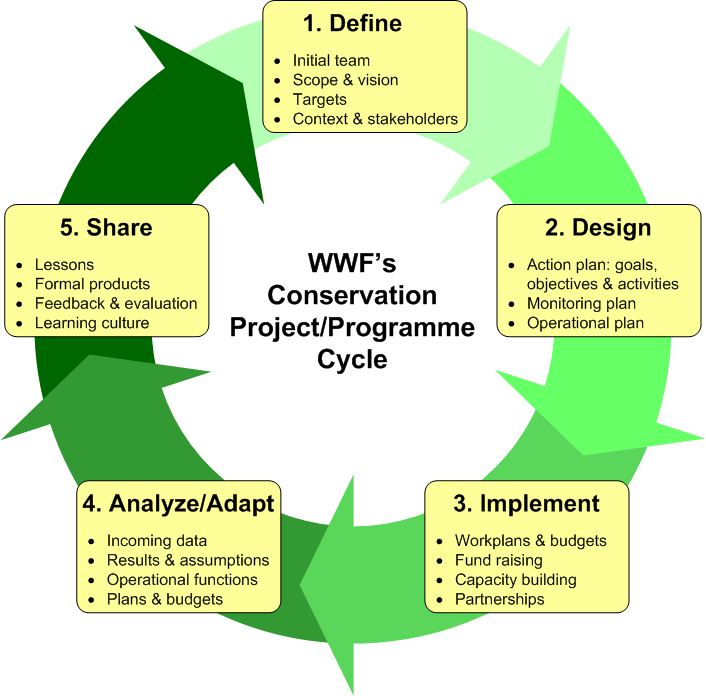 1. Define
• Initial team
• Scope & vision
• Targets
• Context & stakeholders
2. Design
• Action plan: goals,
objectives & activities
• Monitoring plan
• Operational plan
3. Implement
• Workplans & budgets
• Fund raising
• Capacity building
• Partnerships
4. Analyze/Adapt
• Incoming data
• Results & assumptions
• Operational functions
• Plans & budgets
5. Share
• Lessons
• Formal products
• Feedback & evaluation
• Learning culture
WWF’s
Conservation
Project/Programme
Cycle